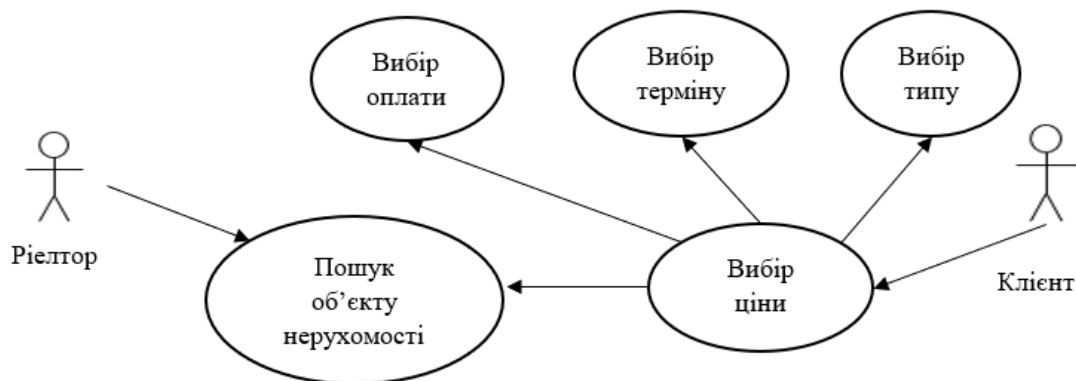 Вибір
оплати
Вибір
терміну
Вибір
типу
Ріелтор
Пошук
об’єкту
нерухомості
Вибір
ціни
Клієнт